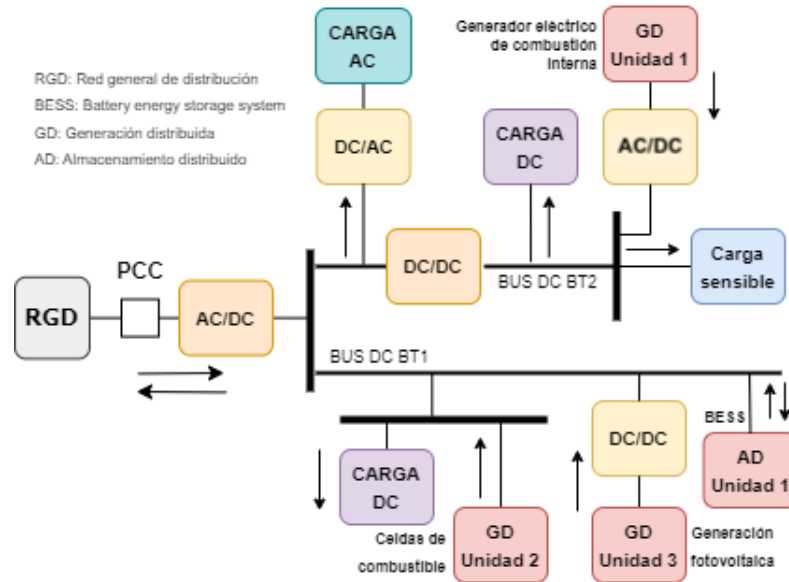 RGD: Red general de distribución
BESS: Battery energy storage system
GD: Generación distribuida
AD: Almacenamiento distribuido
CARGA
AC
Generador eléctrico
de combustión
Interna
GD
Unidad 1
DC/AC
CARGA
DC
AC/DC
PCC
RGD
AC/DC
DC/DC
BUS DC BT2
Carga
sensible
BUS DC BT1
BESS
CARGA
DC
DC/DC
AD
Unidad 1
Celdas de
combustible
GD
Unidad 2
GD
Unidad 3
Generación
fotovoltaica